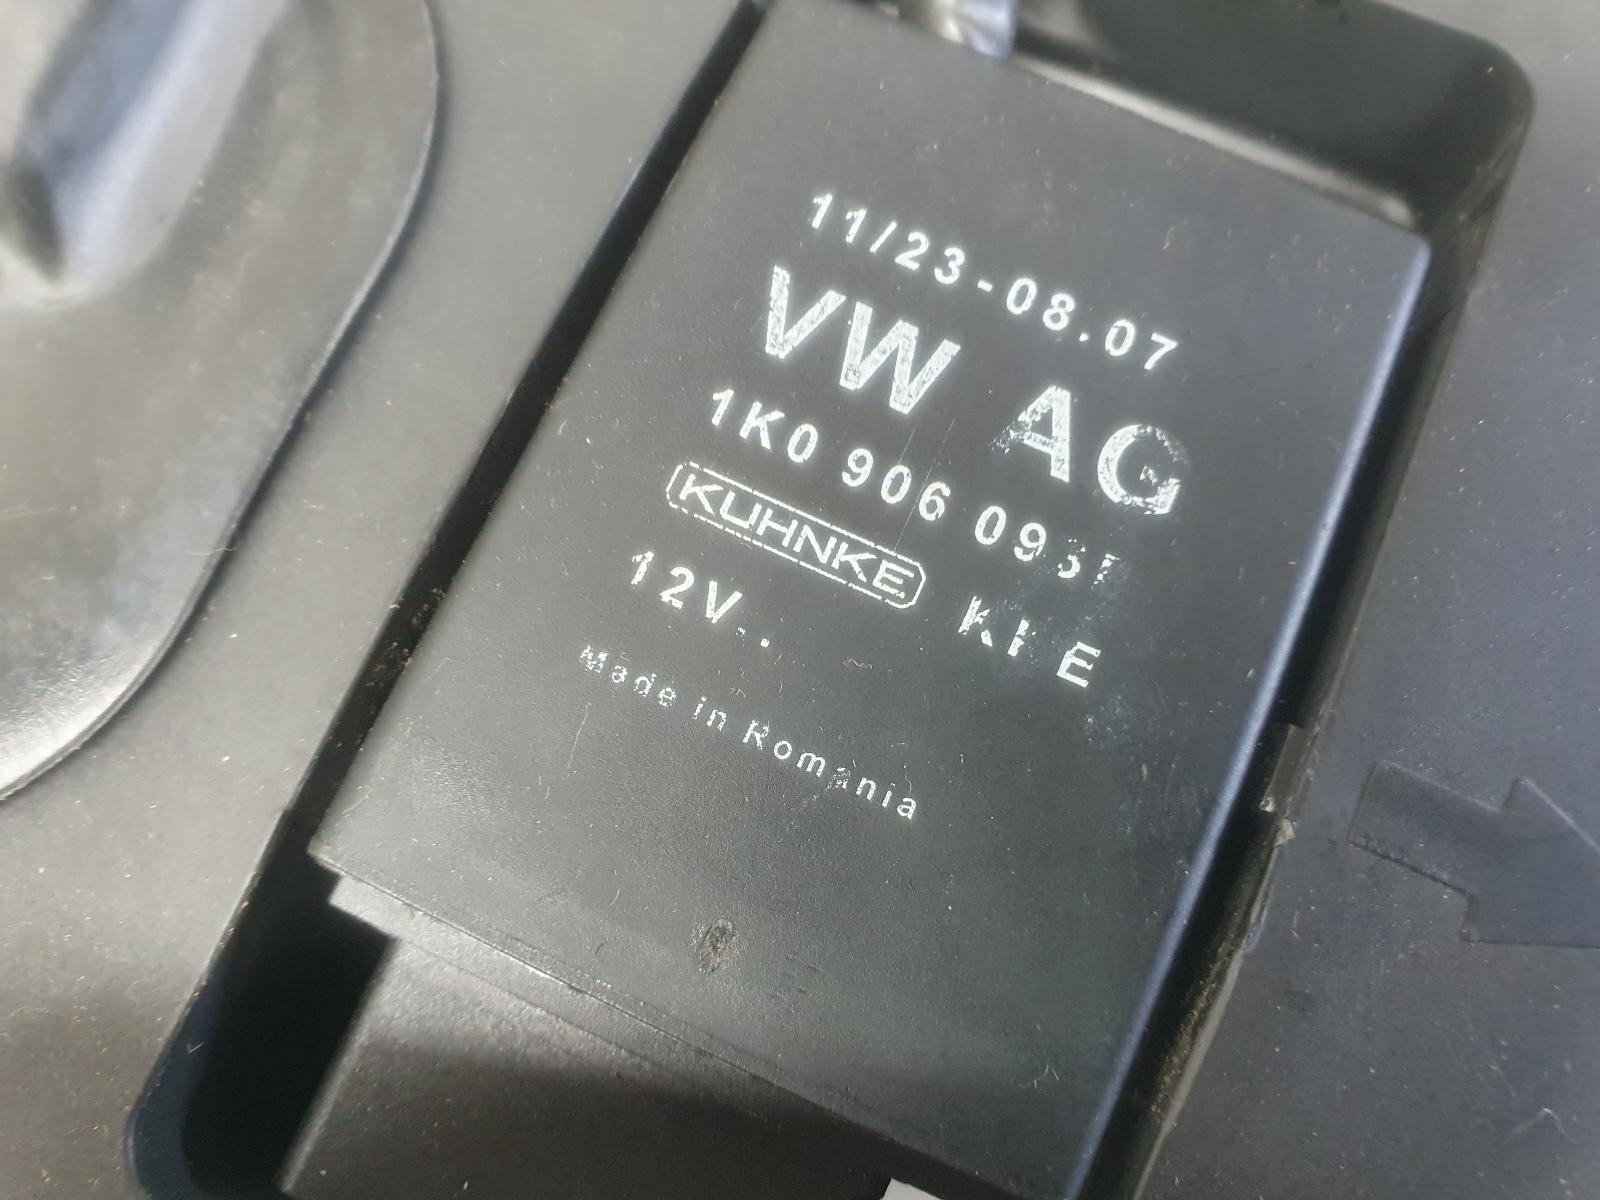 11/23-08.07
VW AG
1K0 906 093
KUHNKE
12V..
Made in Romania